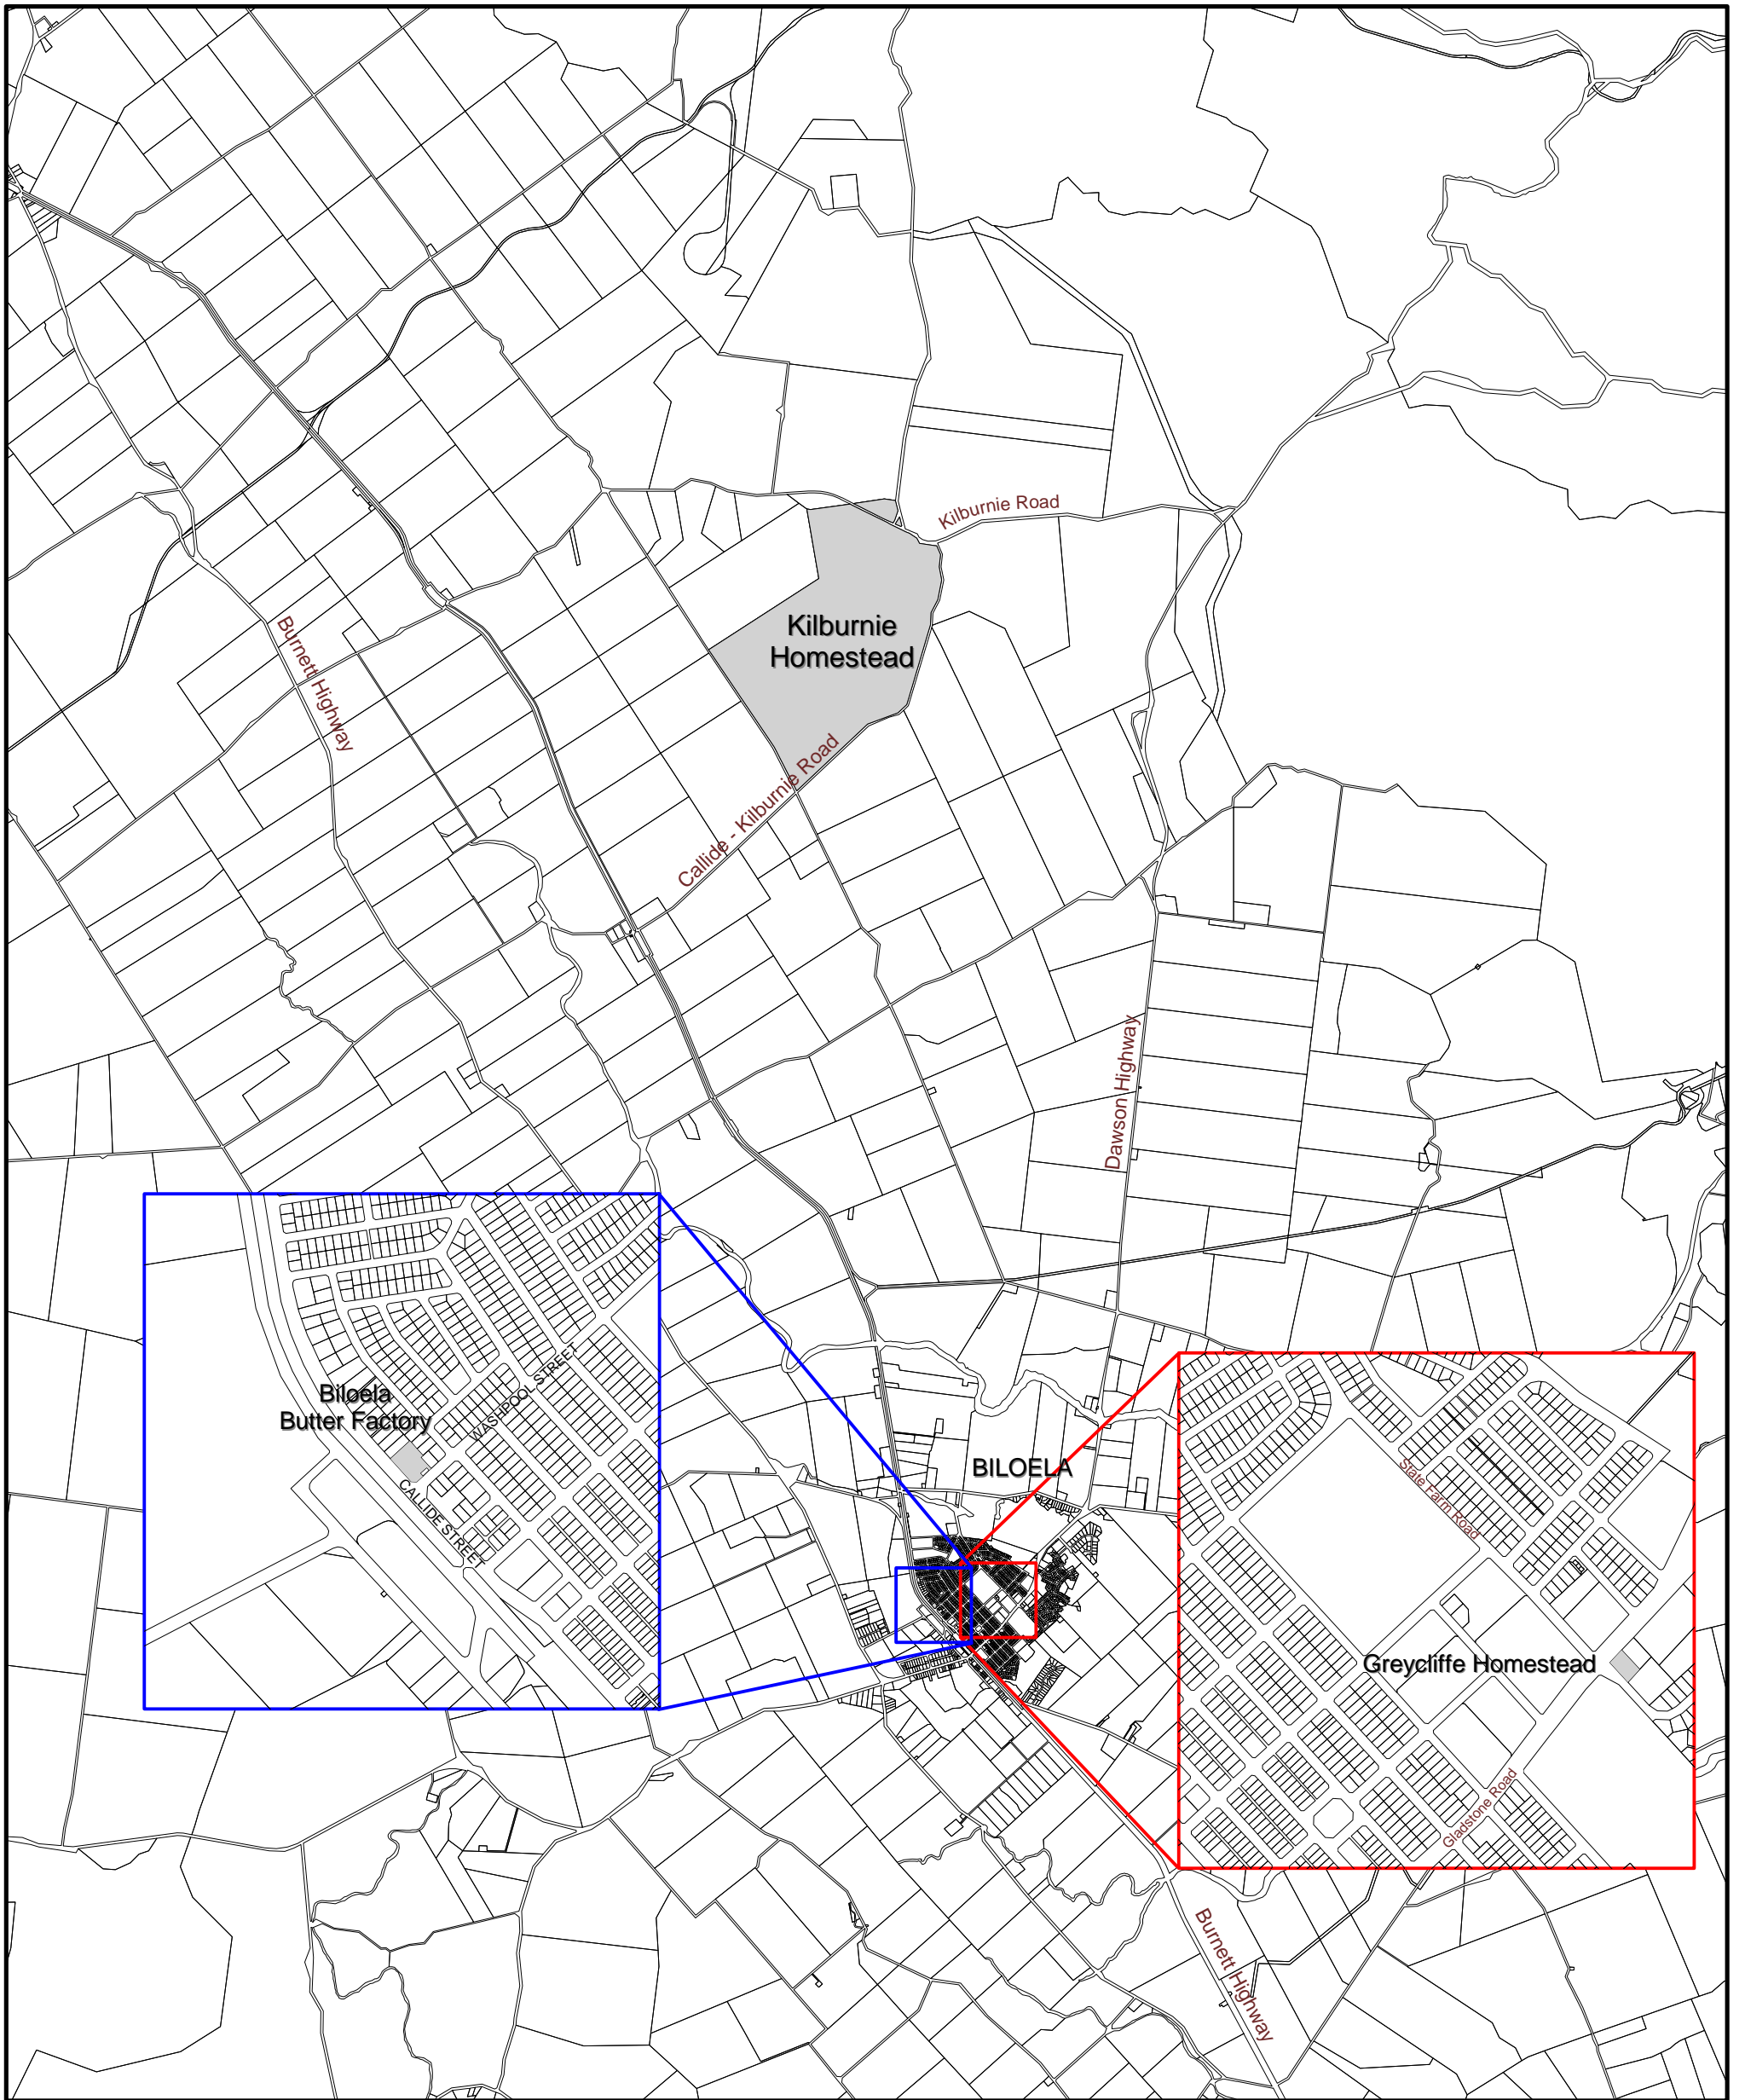 Kilburnie Road
Kilburnie
Homestead
Burnett Highway
Callide - Kilburnie Road
Dawson Highway
WASHPOOL STREET
Biloela
Butter Factory
CALLIDE STREET
BILOELA
State Farm Road
Greycliffe Homestead
Gladstone Road
Burnett Highway